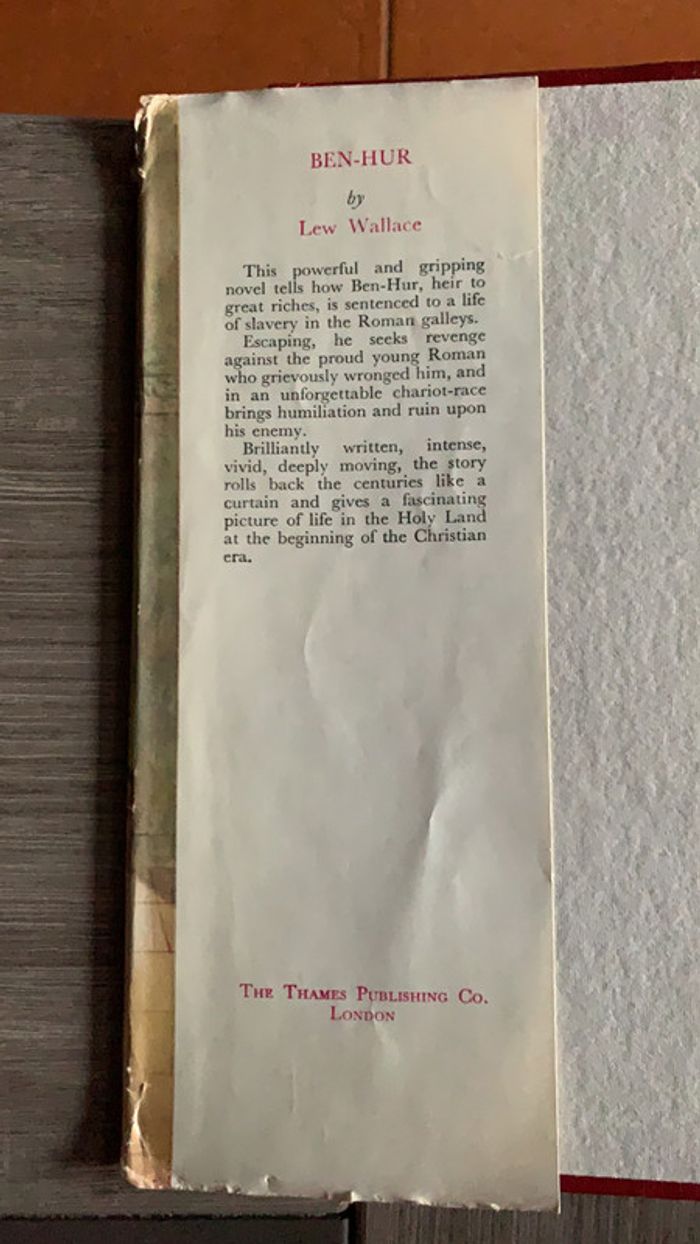 BEN-HUR
by
Lew Wallace
This powerful and gripping
novel tells how Ben-Hur, heir to
great riches, is sentenced to a life
of slavery in the Roman galleys.
Escaping, he seeks revenge
against the proud young Roman
who grievously wronged him, and
in an unforgettable chariot-race
brings humiliation and ruin upon
his enemy.
Brilliantly written, intense,
vivid, deeply moving, the story
rolls back the centuries like a
curtain and gives a fascinating
picture of life in the Holy Land
at the beginning of the Christian
era.
THE THAMES PUBLISHING CO.
LONDON